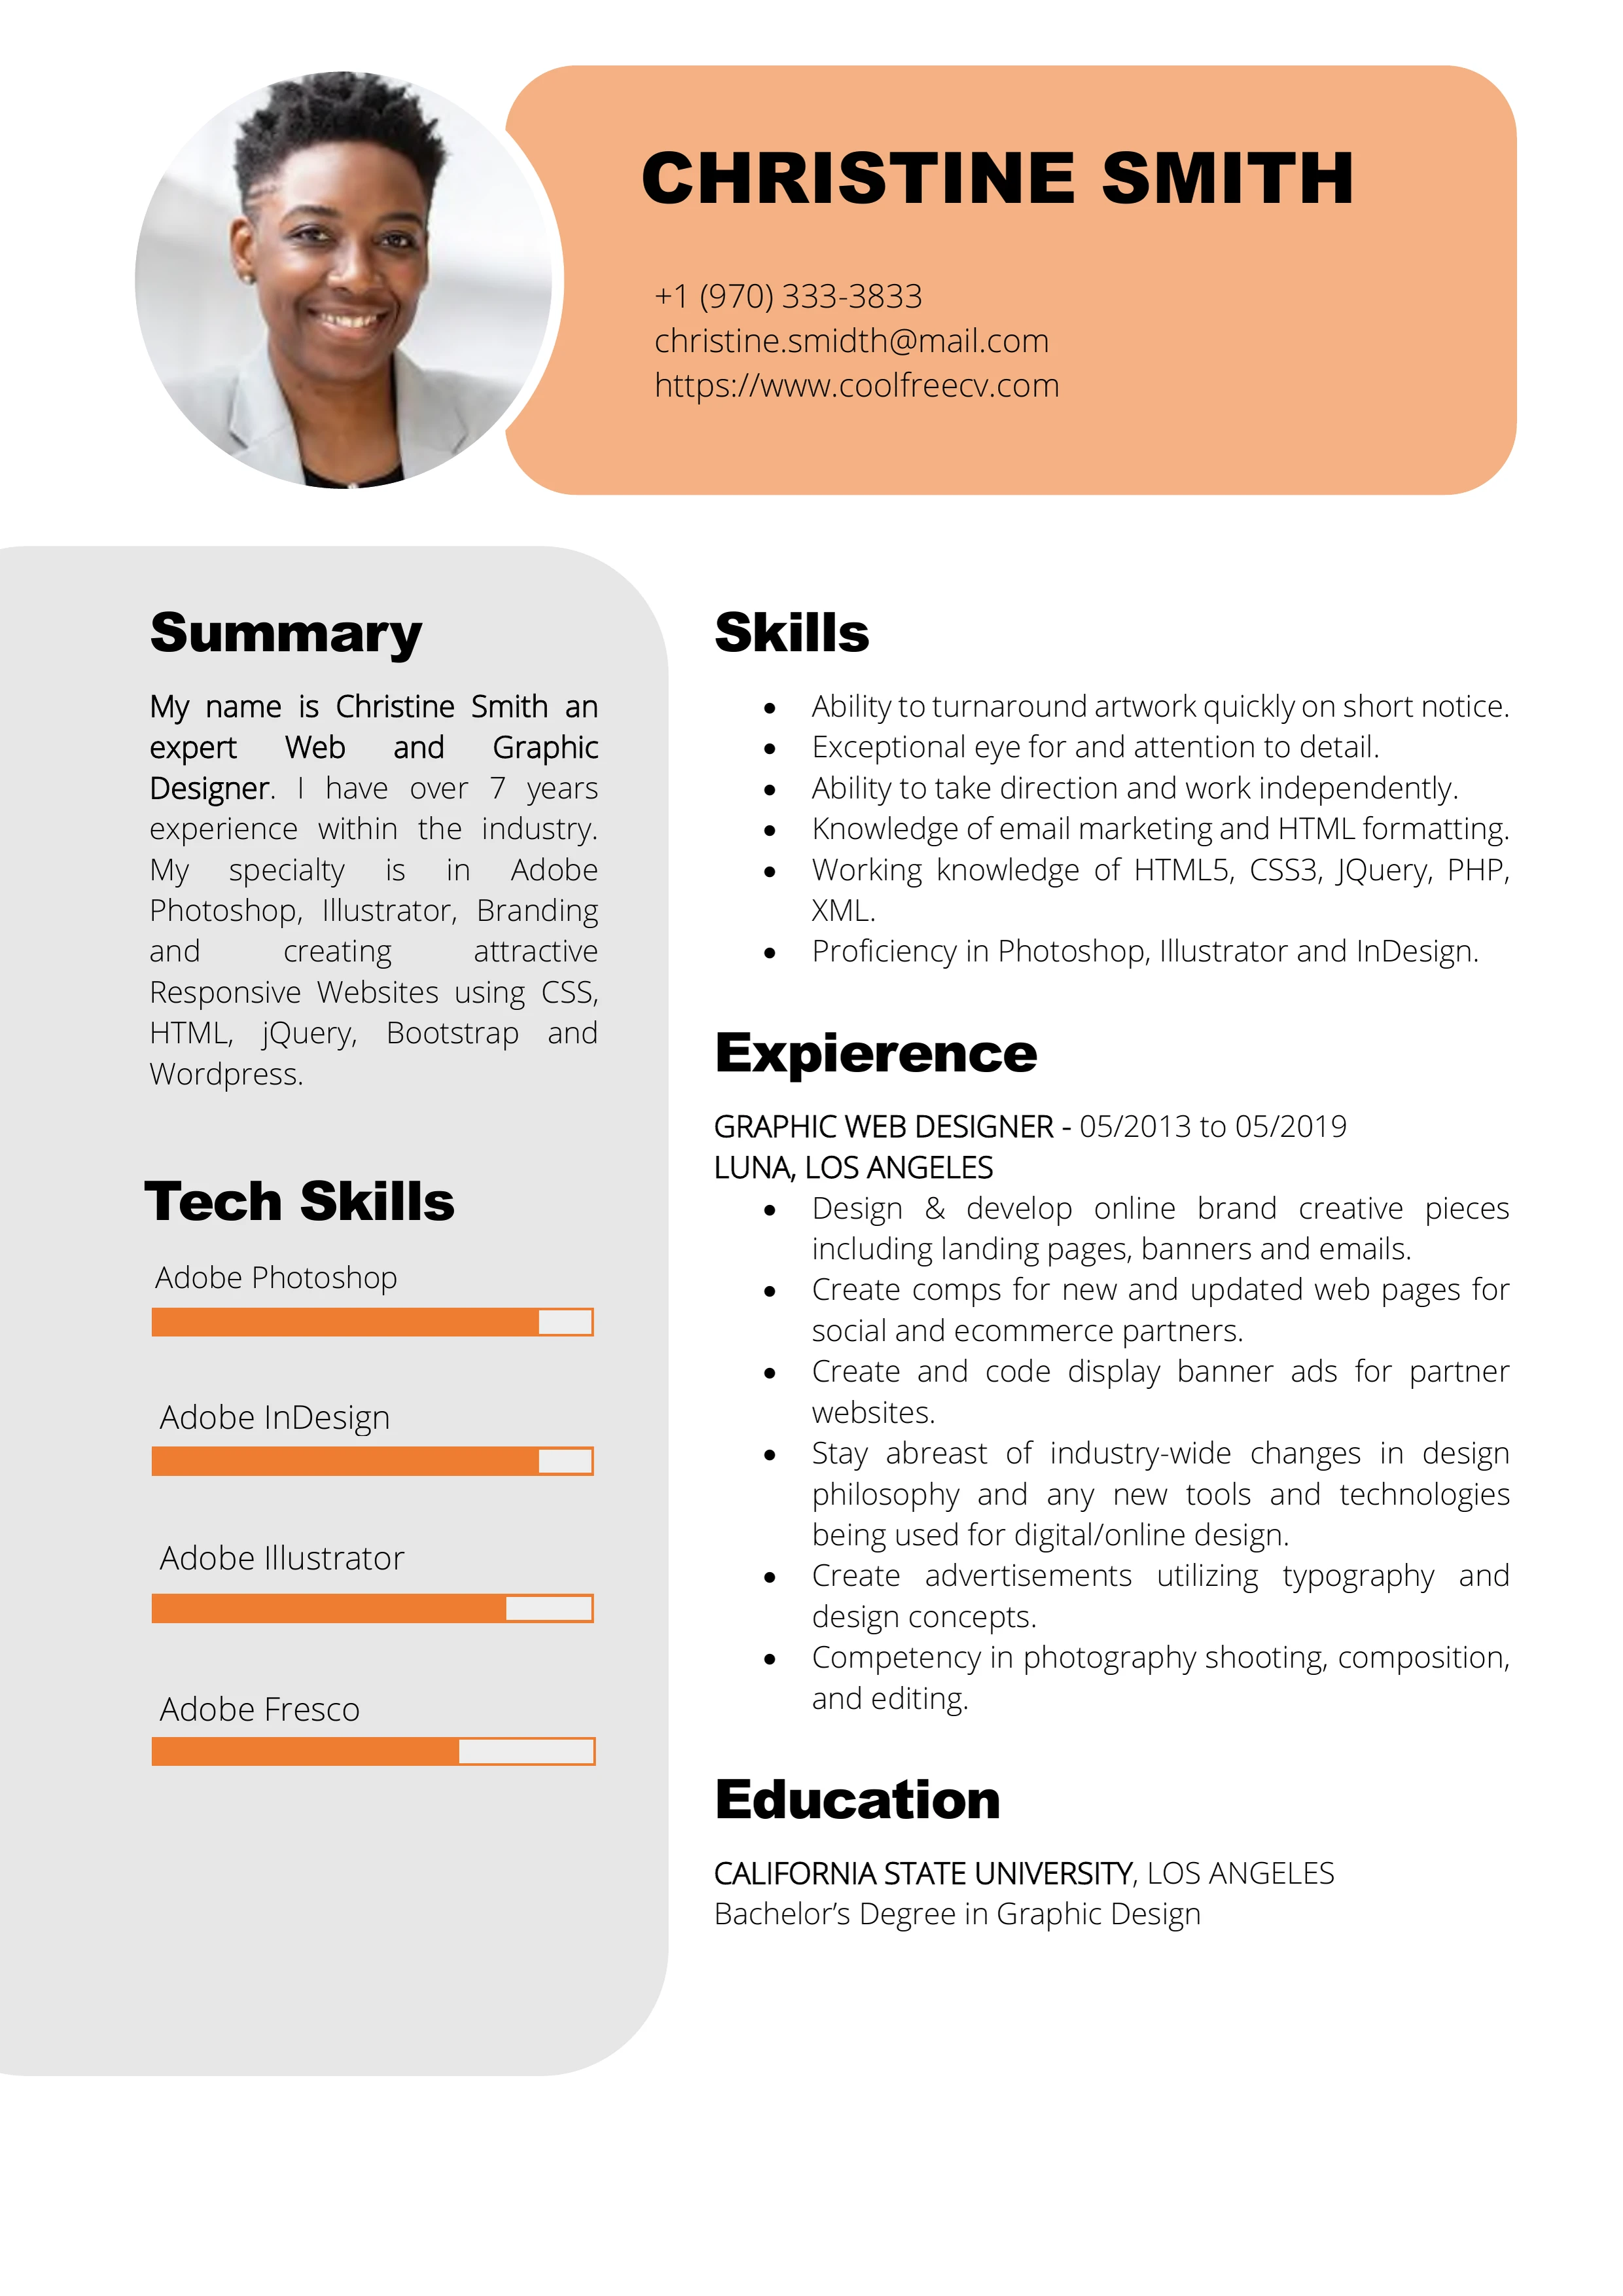 CHRISTINE SMITH
+1 (970) 333-3833
christine.smidth@mail.com
https://www.coolfreecv.com
Summary
My name is Christine Smith an
expert Web and Graphic
Designer. I have over 7 years
experience within the industry.
My specialty is in Adobe
Photoshop, Illustrator, Branding
and creating attractive
Responsive Websites using CSS,
HTML, jQuery, Bootstrap and
Wordpress.
Tech Skills
Adobe Photoshop
Adobe InDesign
Adobe Illustrator
Adobe Fresco
Skills
• Ability to turnaround artwork quickly on short notice.
• Exceptional eye for and attention to detail.
• Ability to take direction and work independently.
• Knowledge of email marketing and HTML formatting.
• Working knowledge of HTML5, CSS3, JQuery, PHP,
XML.
• Proficiency in Photoshop, Illustrator and InDesign.
Expierence
GRAPHIC WEB DESIGNER - 05/2013 to 05/2019
LUNA, LOS ANGELES
• Design & develop online brand creative pieces
including landing pages, banners and emails.
• Create comps for new and updated web pages for
social and ecommerce partners.
• Create and code display banner ads for partner
websites.
• Stay abreast of industry-wide changes in design
philosophy and any new tools and technologies
being used for digital/online design.
• Create advertisements utilizing typography and
design concepts.
• Competency in photography shooting, composition,
and editing.
Education
CALIFORNIA STATE UNIVERSITY, LOS ANGELES
Bachelor’s Degree in Graphic Design